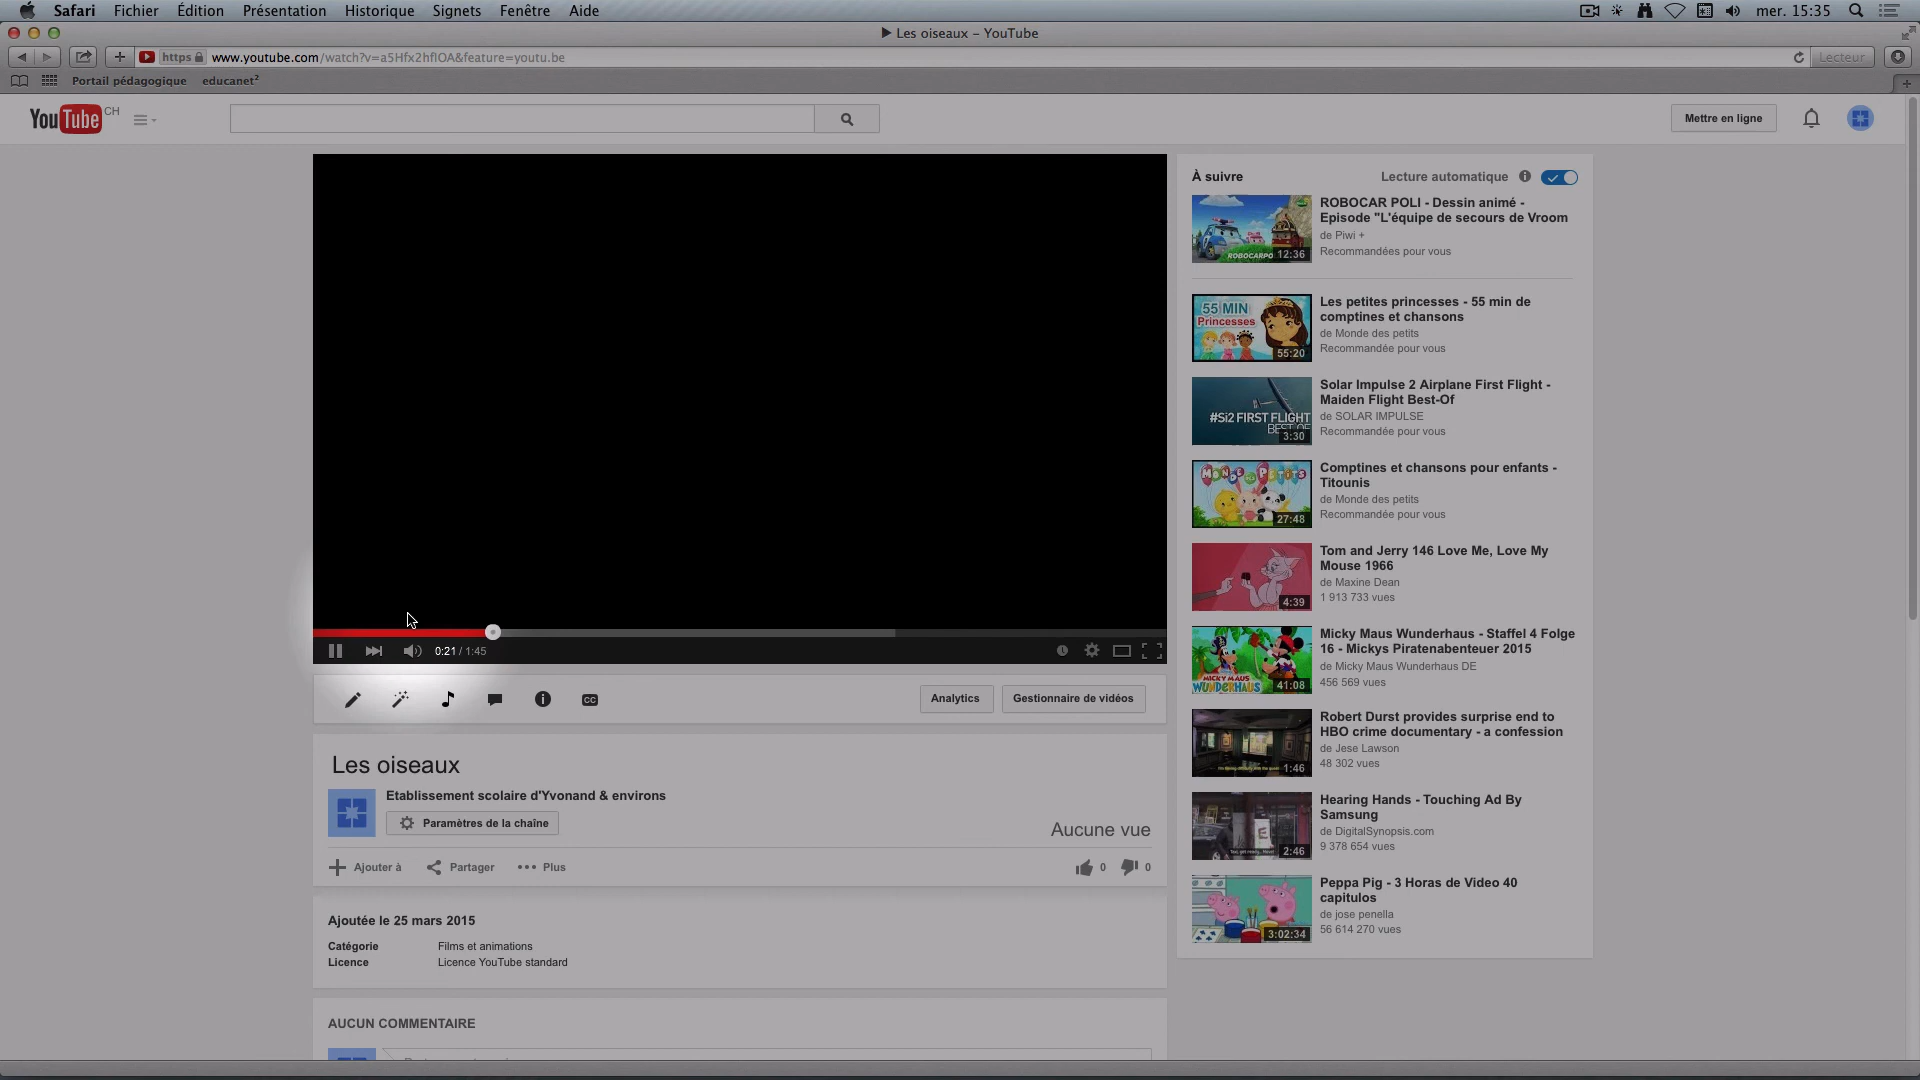 Safari Fichier Édition Présentation Historique Signets Fenêtre Aide
mer. 15:35
Les oiseaux – YouTube
https www.youtube.com/watch?v=a5Hfx2hfIOA&feature=youtu.be
Lecteur
Portail pédagogique educanet²
YouTube CH
Mettre en ligne
À suivre
Lecture automatique
ROBOCAR POLI - Dessin animé -
Episode "L'équipe de secours de Vroom
de Piwi +
Recommandées pour vous
12:36
Les petites princesses - 55 min de
comptines et chansons
de Monde des petits
Recommandée pour vous
55 MIN
Princesses
55:20
Solar Impulse 2 Airplane First Flight -
Maiden Flight Best-Of
de SOLAR IMPULSE
Recommandée pour vous
#Si2 FIRST FLIGHT
BEST OF
3:30
Comptines et chansons pour enfants -
Titounis
de Monde des petits
Recommandée pour vous
27:48
Tom and Jerry 146 Love Me, Love My
Mouse 1966
de Maxine Dean
1 913 733 vues
4:39
Micky Maus Wunderhaus - Staffel 4 Folge
16 - Mickys Piratenabenteuer 2015
de Micky Maus Wunderhaus DE
456 569 vues
MICKY MAUS
WUNDERHAUS
41:08
Robert Durst provides surprise end to
HBO crime documentary - a confession
de Jese Lawson
48 302 vues
1:46
Hearing Hands - Touching Ad By
Samsung
de DigitalSynopsis.com
9 378 654 vues
2:46
Peppa Pig - 3 Horas de Video 40
capitulos
de jose penella
56 614 270 vues
3:02:34
0:21 / 1:45
CC
Analytics
Gestionnaire de vidéos
Les oiseaux
Etablissement scolaire d'Yvonand & environs
Paramètres de la chaîne
Aucune vue
Ajouter à Partager Plus
0 0
Ajoutée le 25 mars 2015
Catégorie Films et animations
Licence Licence YouTube standard
AUCUN COMMENTAIRE